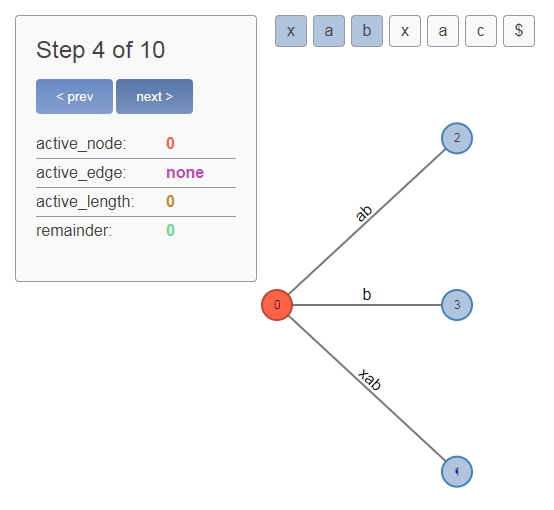 Step 4 of 10
< prev
next >
active_node: 0
active_edge: none
active_length: 0
remainder: 0
x a b x a c $
2
ab
0
b
3
xab